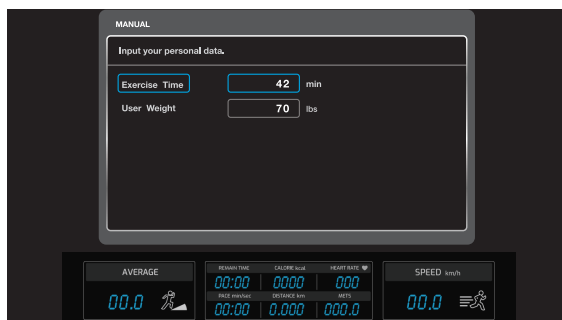 MANUAL
Input your personal data.
Exercise Time 42 min
User Weight 70 lbs
AVERAGE
00.0
REMAIN TIME CALORIE kcal HEART RATE
00:00 0000 000
PACE min/sec DISTANCE km METS
00:00 0.000 000.0
SPEED km/h
00.0